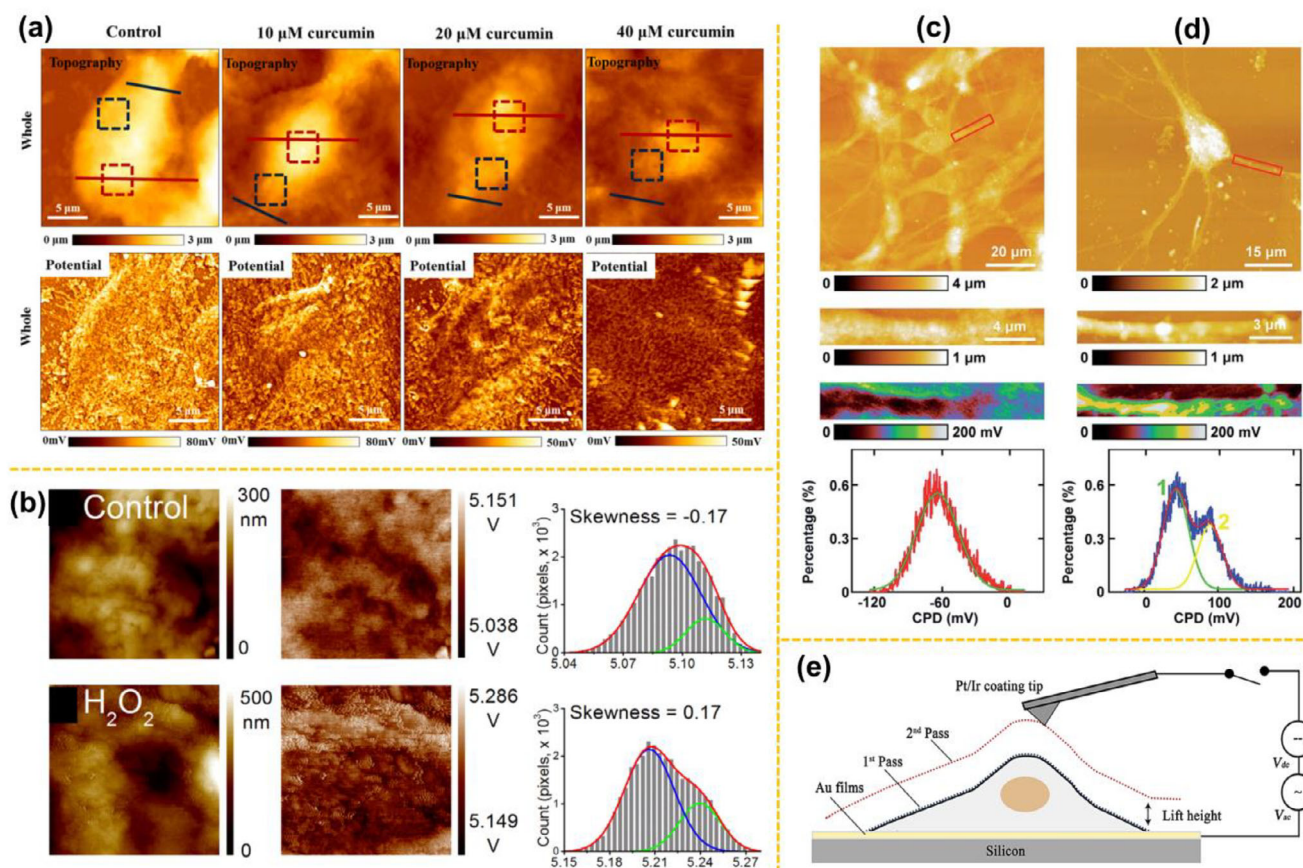 (a)
Control
10 µM curcumin
20 µM curcumin
40 µM curcumin
Whole
Topography
Topography
Topography
Topography
5 µm
5 µm
5 µm
5 µm
0 µm 3 µm
0 µm 3 µm
0 µm 3 µm
0 µm 3 µm
Whole
Potential
Potential
Potential
Potential
5 µm
5 µm
5 µm
5 µm
0mV 80mV
0mV 80mV
0mV 50mV
0mV 50mV
(b)
Control
300
nm
0
5.151
V
5.038
V
Skewness = -0.17
Count (pixels, x 10³)
3
2
1
0
5.04 5.07 5.10 5.13
H₂O₂
500
nm
0
5.286
V
5.149
V
Skewness = 0.17
Count (pixels, x 10³)
3
2
1
0
5.15 5.18 5.21 5.24 5.27
(c)
20 µm
0 4 µm
4 µm
0 1 µm
0 200 mV
Percentage (%)
0.6
0.3
0
-120 -60 0
CPD (mV)
(d)
15 µm
0 2 µm
3 µm
0 1 µm
0 200 mV
Percentage (%)
0.6
0.3
0
1
2
0 100 200
CPD (mV)
(e)
Pt/Ir coating tip
2nd Pass
1st Pass
Au films
Vdc
Vac
Lift height
Silicon